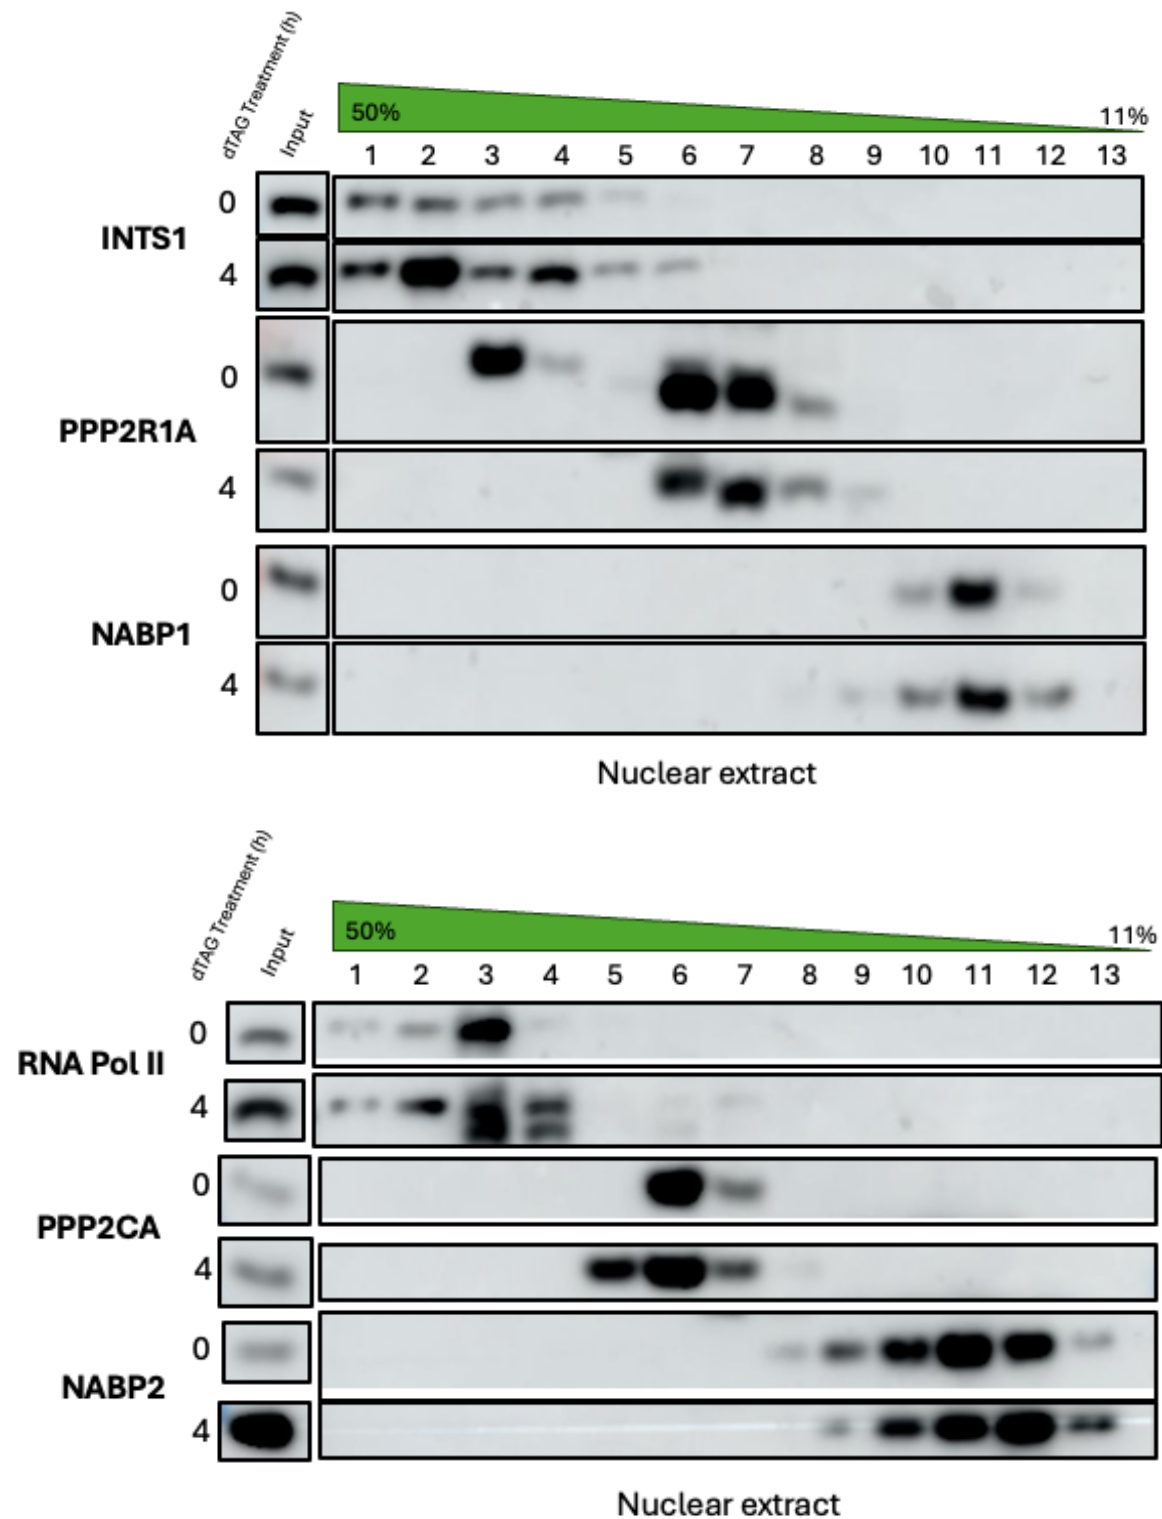 dTAG Treatment (h)
Input
50%
11%
1 2 3 4 5 6 7 8 9 10 11 12 13
0
INTS1
4
0
PPP2R1A
4
0
NABP1
4
Nuclear extract
dTAG Treatment (h)
Input
50%
11%
1 2 3 4 5 6 7 8 9 10 11 12 13
0
RNA Pol II
4
0
PPP2CA
4
0
NABP2
4
Nuclear extract